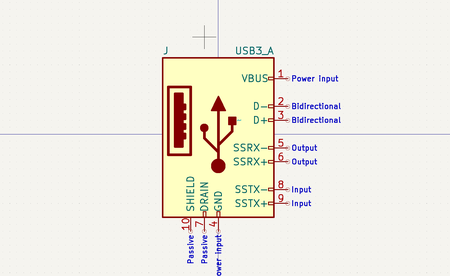 J USB3_A
VBUS 1 Power input
D- 2 Bidirectional
D+ 3 Bidirectional
SSRX- 5 Output
SSRX+ 6 Output
SSTX- 8 Input
SSTX+ 9 Input
SHIELD 10 Passive
DRAIN 7 Passive
GND 4 ower input